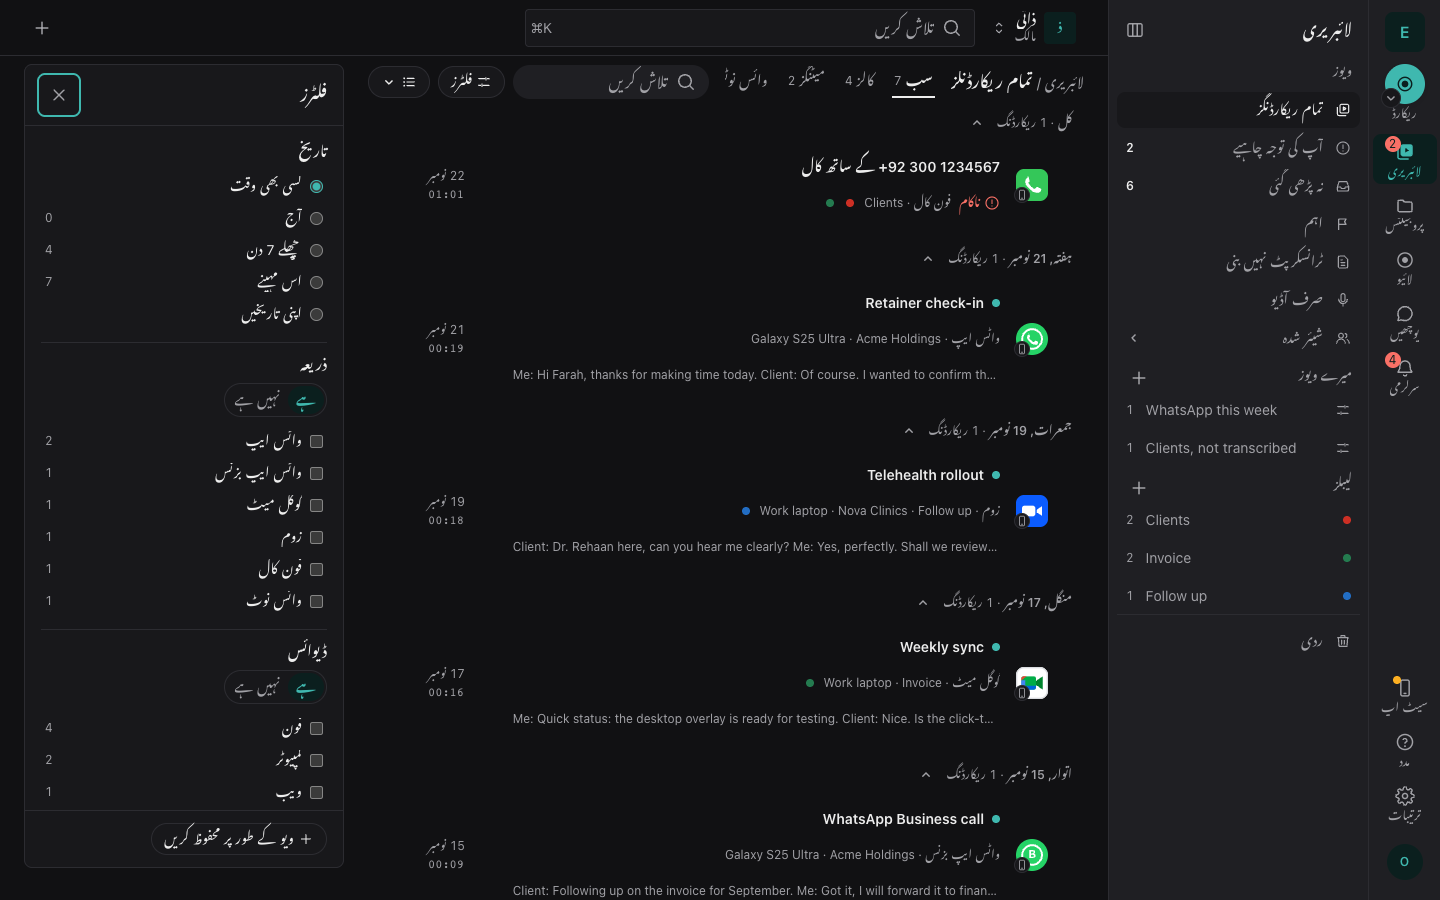 E
ریکارڈ
2
لائبریری
پروجیکٹس
لائیو
پوچھیں
4
سرگرمی
سیٹ اپ
مدد
ترتیبات
O
لائبریری
ویوز
تمام ریکارڈنگز
آپ کی توجہ چاہیے 2
نہ پڑھی گئی 6
اہم
ٹرانسکرپٹ نہیں بنی
صرف آڈیو
شیئر شدہ
میرے ویوز
WhatsApp this week 1
Clients, not transcribed 1
لیبلز
Clients 2
Invoice 2
Follow up 1
ردی
ذ
ذاتی
مالک
تلاش کریں
⌘K
لائبریری / تمام ریکارڈنگز
سب 7
کالز 4
میٹنگز 2
وائس نوٹ
تلاش کریں
فلٹرز
کل · 1 ریکارڈنگ
+92 300 1234567 کے ساتھ کال
ناکام فون کال · Clients
22 نومبر
01:01
ہفتہ, 21 نومبر · 1 ریکارڈنگ
Retainer check-in
واٹس ایپ · Galaxy S25 Ultra · Acme Holdings
Me: Hi Farah, thanks for making time today. Client: Of course. I wanted to confirm th...
21 نومبر
00:19
جمعرات, 19 نومبر · 1 ریکارڈنگ
Telehealth rollout
زوم · Work laptop · Nova Clinics · Follow up
Client: Dr. Rehaan here, can you hear me clearly? Me: Yes, perfectly. Shall we review...
19 نومبر
00:18
منگل, 17 نومبر · 1 ریکارڈنگ
Weekly sync
گوگل میٹ · Work laptop · Invoice
Me: Quick status: the desktop overlay is ready for testing. Client: Nice. Is the click-t...
17 نومبر
00:16
اتوار, 15 نومبر · 1 ریکارڈنگ
WhatsApp Business call
واٹس ایپ بزنس · Galaxy S25 Ultra · Acme Holdings
Client: Following up on the invoice for September. Me: Got it, I will forward it to finan...
15 نومبر
00:09
فلٹرز
تاریخ
کسی بھی وقت
آج 0
پچھلے 7 دن 4
اس مہینے 7
اپنی تاریخیں
ذریعہ
ہے نہیں ہے
واٹس ایپ 2
واٹس ایپ بزنس 1
گوگل میٹ 1
زوم 1
فون کال 1
وائس نوٹ 1
ڈیوائس
ہے نہیں ہے
فون 4
کمپیوٹر 2
ویب 1
ویو کے طور پر محفوظ کریں